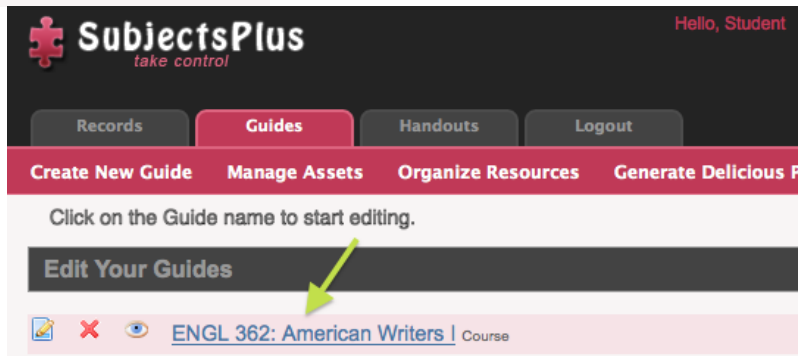 SubjectsPlus
Hello, Student
take control
Records Guides Handouts Logout
Create New Guide Manage Assets Organize Resources Generate Delicious
Click on the Guide name to start editing.
Edit Your Guides
ENGL 362: American Writers I Course